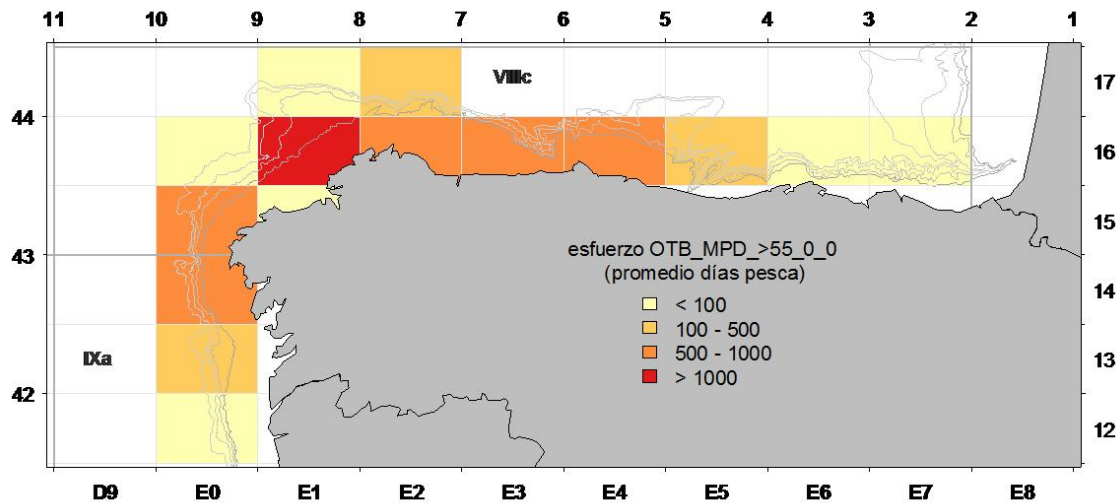 11 10 9 8 7 6 5 4 3 2 1
VIIIc
17
44
16
15
43
esfuerzo OTB_MPD_>55_0_0
(promedio días pesca)
< 100
14
100 - 500
500 - 1000
IXa
13
> 1000
42
12
D9 E0 E1 E2 E3 E4 E5 E6 E7 E8